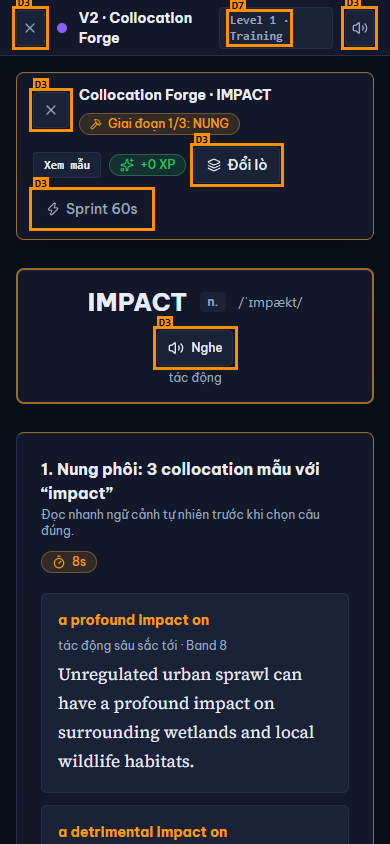 D3
V2 · Collocation
Forge
D7
Level 1 ·
Training
D3
D3
Collocation Forge · IMPACT
Giai đoạn 1/3: NUNG
Xem mẫu
+0 XP
D3
Đổi lò
D3
Sprint 60s
IMPACT n. /ˈɪmpækt/
D3
Nghe
tác động
1. Nung phôi: 3 collocation mẫu với
“impact”
Đọc nhanh ngữ cảnh tự nhiên trước khi chọn câu
đúng.
8s
a profound impact on
tác động sâu sắc tới · Band 8
Unregulated urban sprawl can
have a profound impact on
surrounding wetlands and local
wildlife habitats.
a detrimental impact on